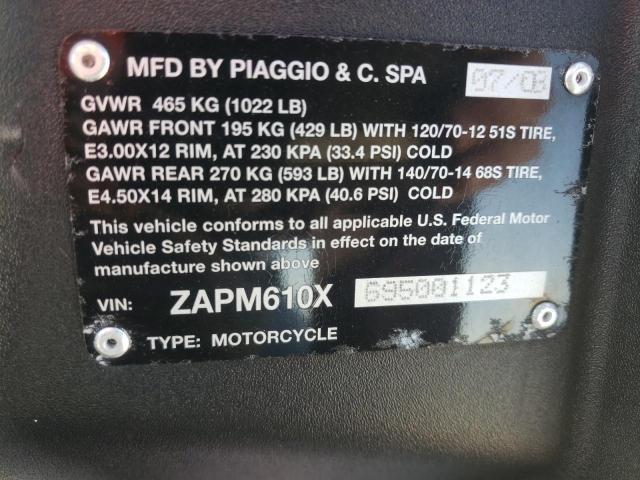 MFD BY PIAGGIO & C. SPA 07/08
GVWR 465 KG (1022 LB)
GAWR FRONT 195 KG (429 LB) WITH 120/70-12 51S TIRE,
E3.00X12 RIM, AT 230 KPA (33.4 PSI) COLD
GAWR REAR 270 KG (593 LB) WITH 140/70-14 68S TIRE,
E4.50X14 RIM, AT 280 KPA (40.6 PSI) COLD
This vehicle conforms to all applicable U.S. Federal Motor
Vehicle Safety Standards in effect on the date of
manufacture shown above
VIN: ZAPM610X 695001123
TYPE: MOTORCYCLE